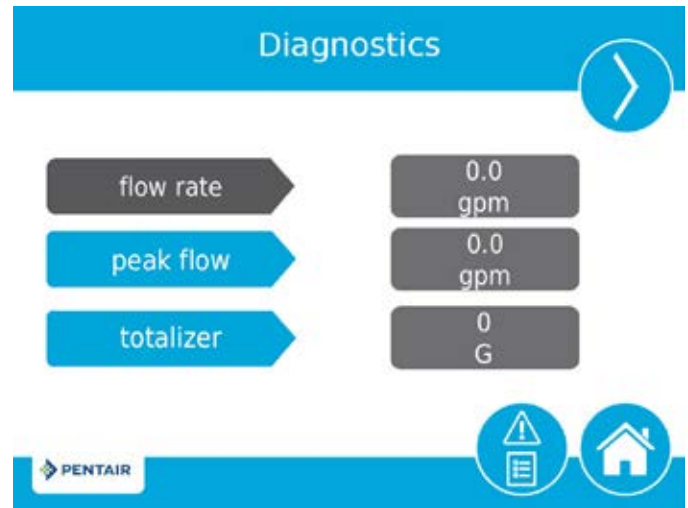 Diagnostics
flow rate
0.0
gpm
peak flow
0.0
gpm
totalizer
0
G
PENTAIR